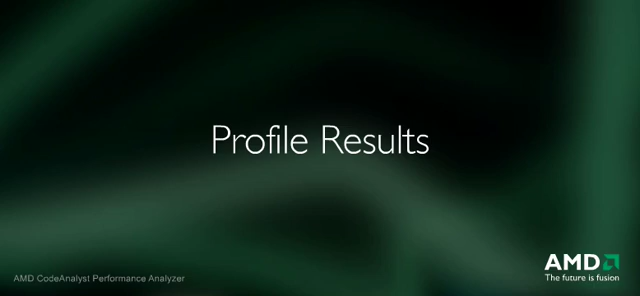 Profile Results
AMD CodeAnalyst Performance Analyzer
AMD
The future is fusion